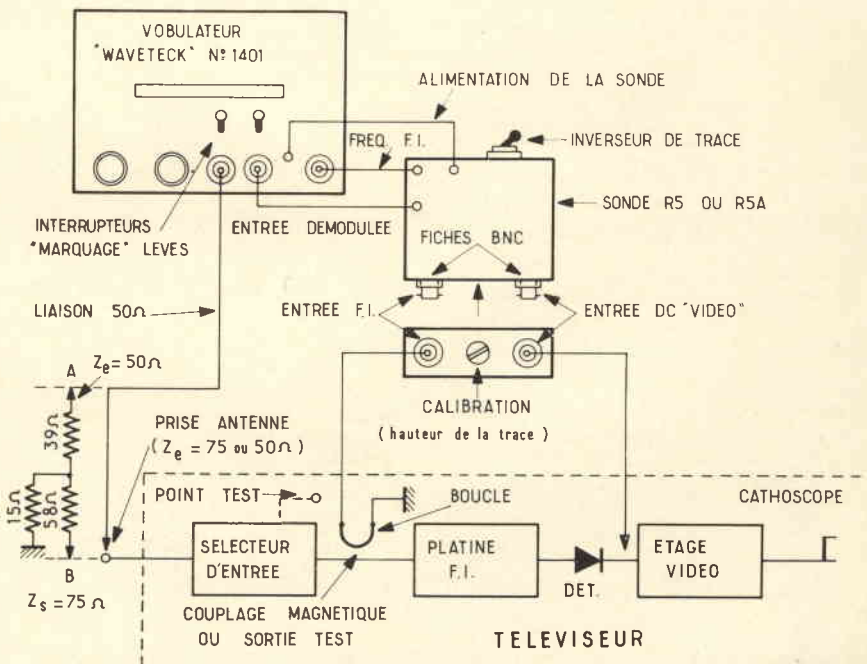 VOBULATEUR
"WAVETECK" Nº 1401
ALIMENTATION DE LA SONDE
FREQ. F.I.
INVERSEUR DE TRACE
INTERRUPTEURS
"MARQUAGE" LEVES
ENTREE DEMODULEE
SONDE R5 OU R5A
FICHES BNC
LIAISON 50Ω
ENTREE F.I.
ENTREE DC "VIDEO"
A
Ze = 50Ω
39Ω
15Ω
58Ω
B
Zs = 75Ω
PRISE ANTENNE
(Ze = 75 ou 50Ω)
CALIBRATION
(hauteur de la trace)
POINT TEST
BOUCLE
CATHOSCOPE
SELECTEUR
D'ENTREE
PLATINE
F.I.
DET.
ETAGE
VIDEO
COUPLAGE MAGNETIQUE
OU SORTIE TEST
TELEVISEUR